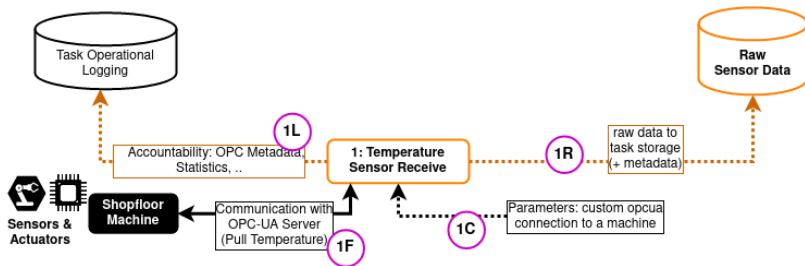 Task Operational
Logging
Raw
Sensor Data
1L
Accountability: OPC Metadata,
Statistics, ..
1: Temperature
Sensor Receive
1R
raw data to
task storage
(+ metadata)
Sensors &
Actuators
Shopfloor
Machine
Communication with
OPC-UA Server
(Pull Temperature)
1F
1C
Parameters: custom opcua
connection to a machine